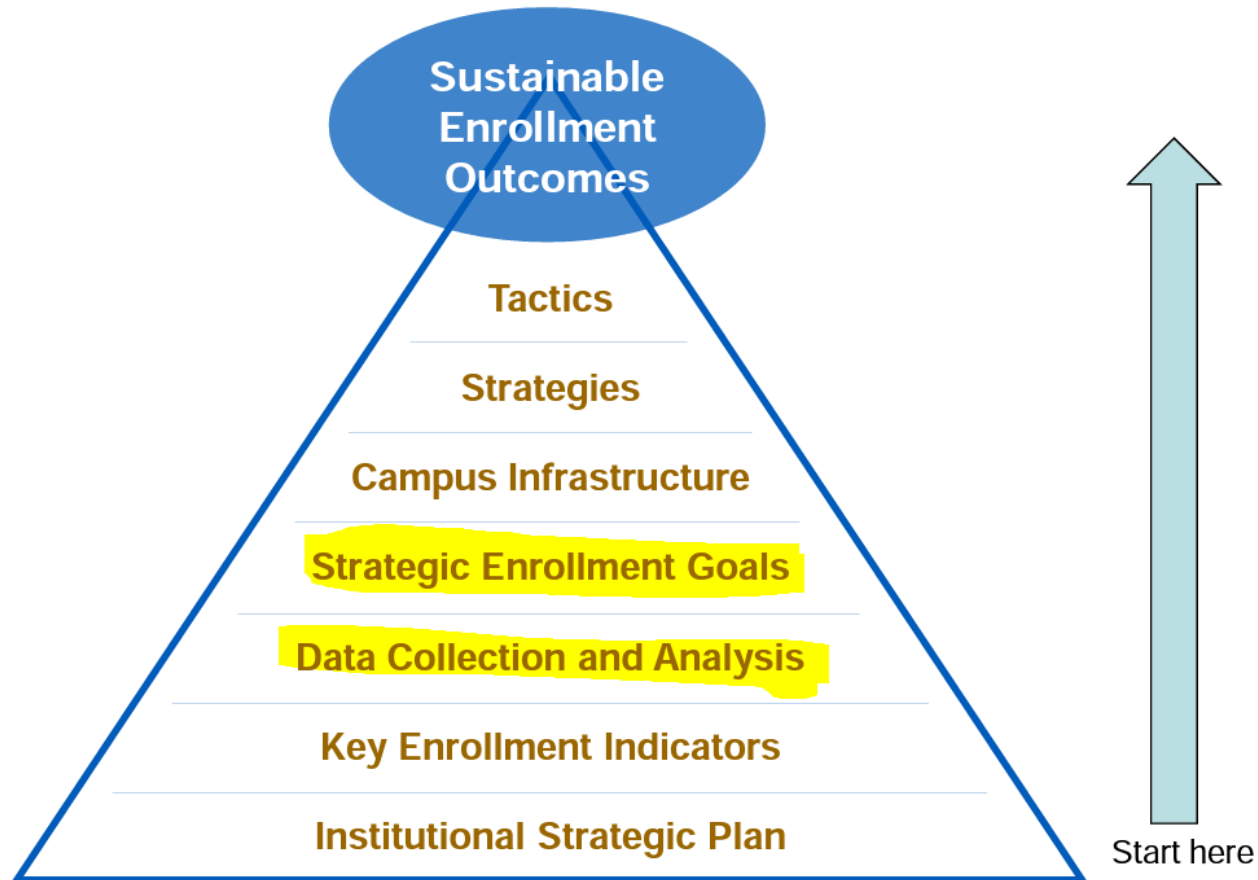 Sustainable
Enrollment
Outcomes
Tactics
Strategies
Campus Infrastructure
Strategic Enrollment Goals
Data Collection and Analysis
Key Enrollment Indicators
Institutional Strategic Plan
Start here